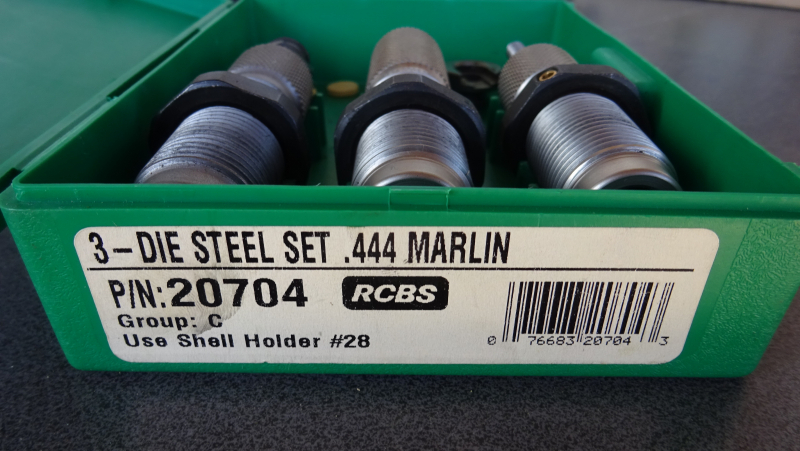 3-DIE STEEL SET .444 MARLIN
P/N:20704 RCBS
Group: C
Use Shell Holder #28
0 76683 20704 3